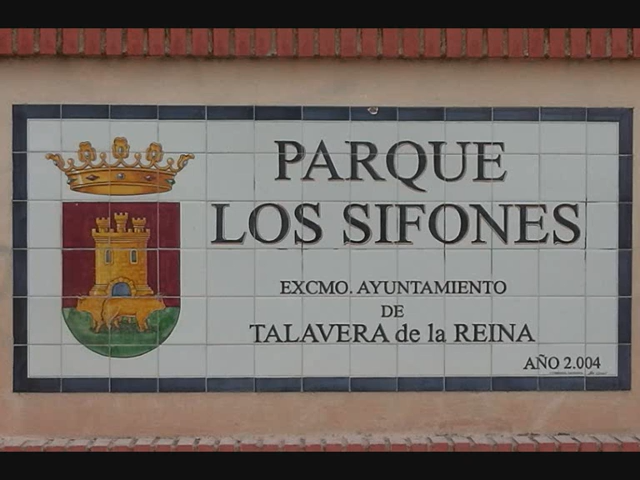 PARQUE
LOS SIFONES
EXCMO. AYUNTAMIENTO
DE
TALAVERA de la REINA
AÑO 2.004